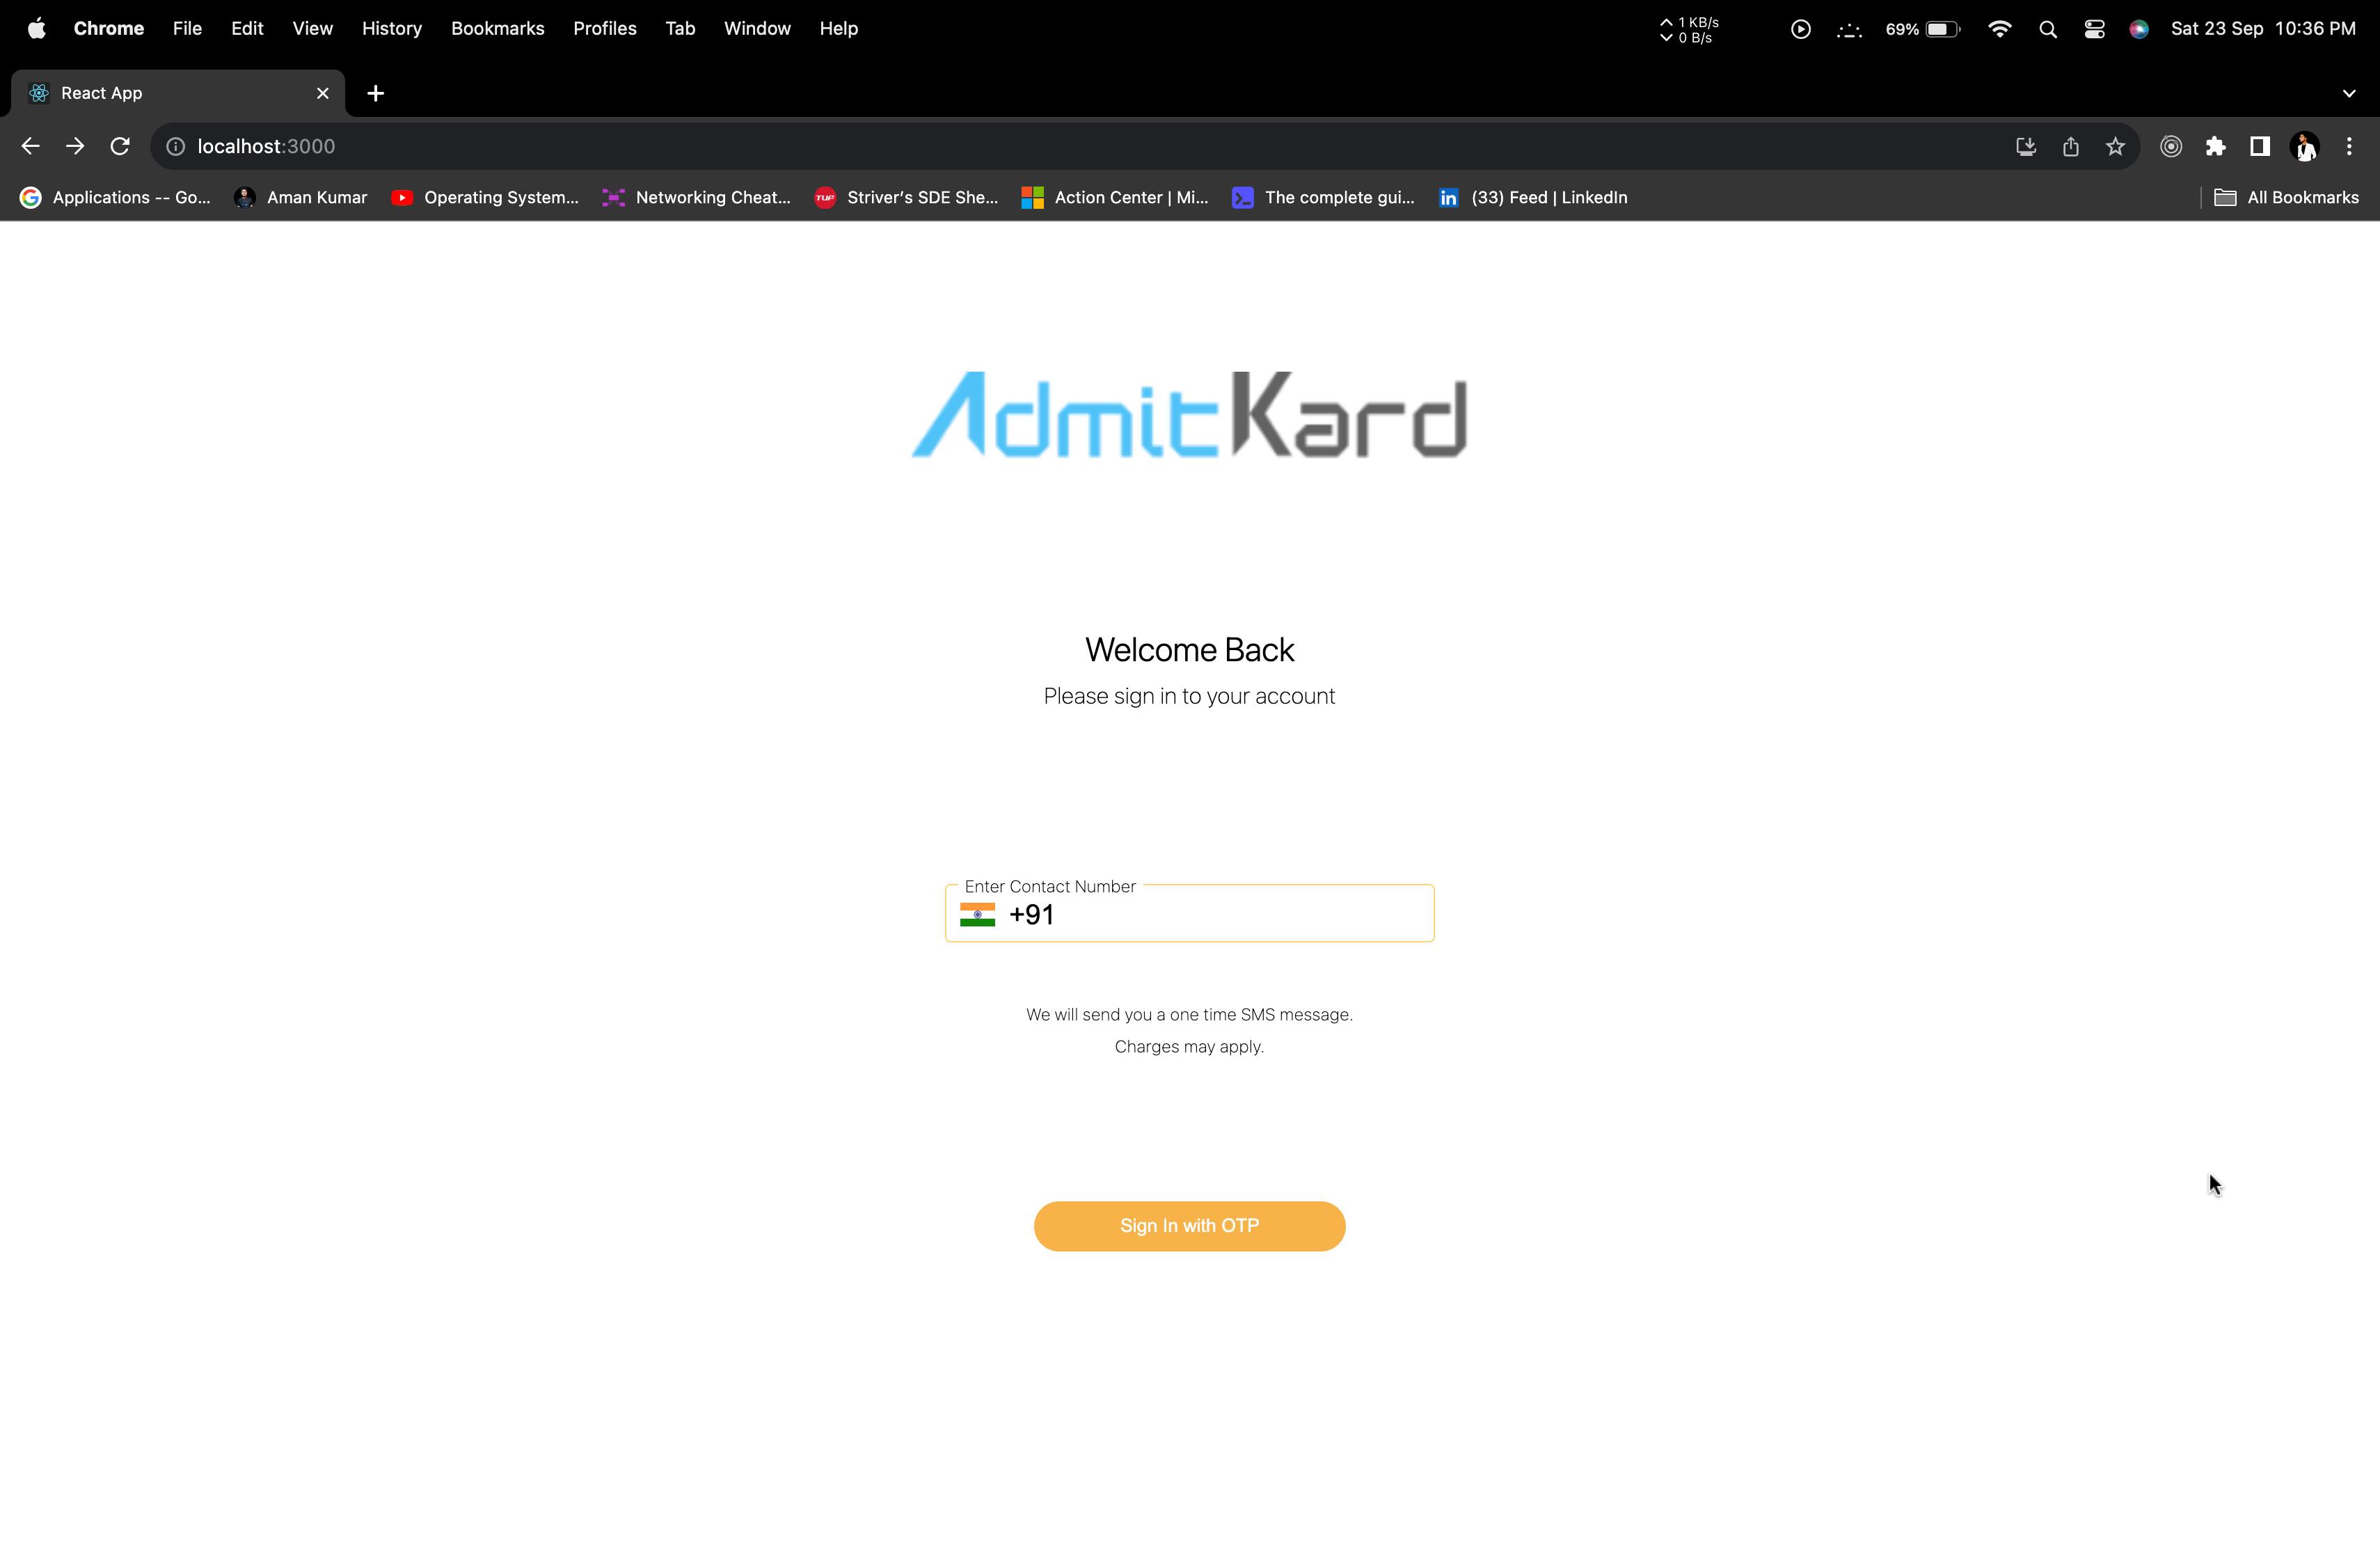 Chrome File Edit View History Bookmarks Profiles Tab Window Help 1 KB/s 0 B/s 69% Sat 23 Sep 10:36 PM
React App
localhost:3000
Applications -- Go... Aman Kumar Operating System... Networking Cheat... TUF Striver's SDE She... Action Center | Mi... The complete gui... in (33) Feed | LinkedIn All Bookmarks
AdmitKard
Welcome Back
Please sign in to your account
Enter Contact Number
+91
We will send you a one time SMS message.
Charges may apply.
Sign In with OTP